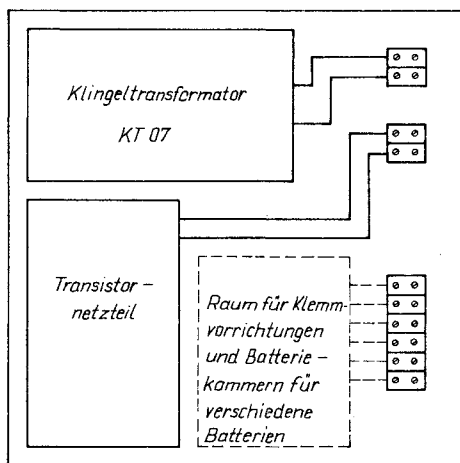 Klingeltransformator
KT 07
Transistor –
netzteil
Raum für Klemm-
vorrichtungen
und Batterie –
kammern für
verschiedene
Batterien